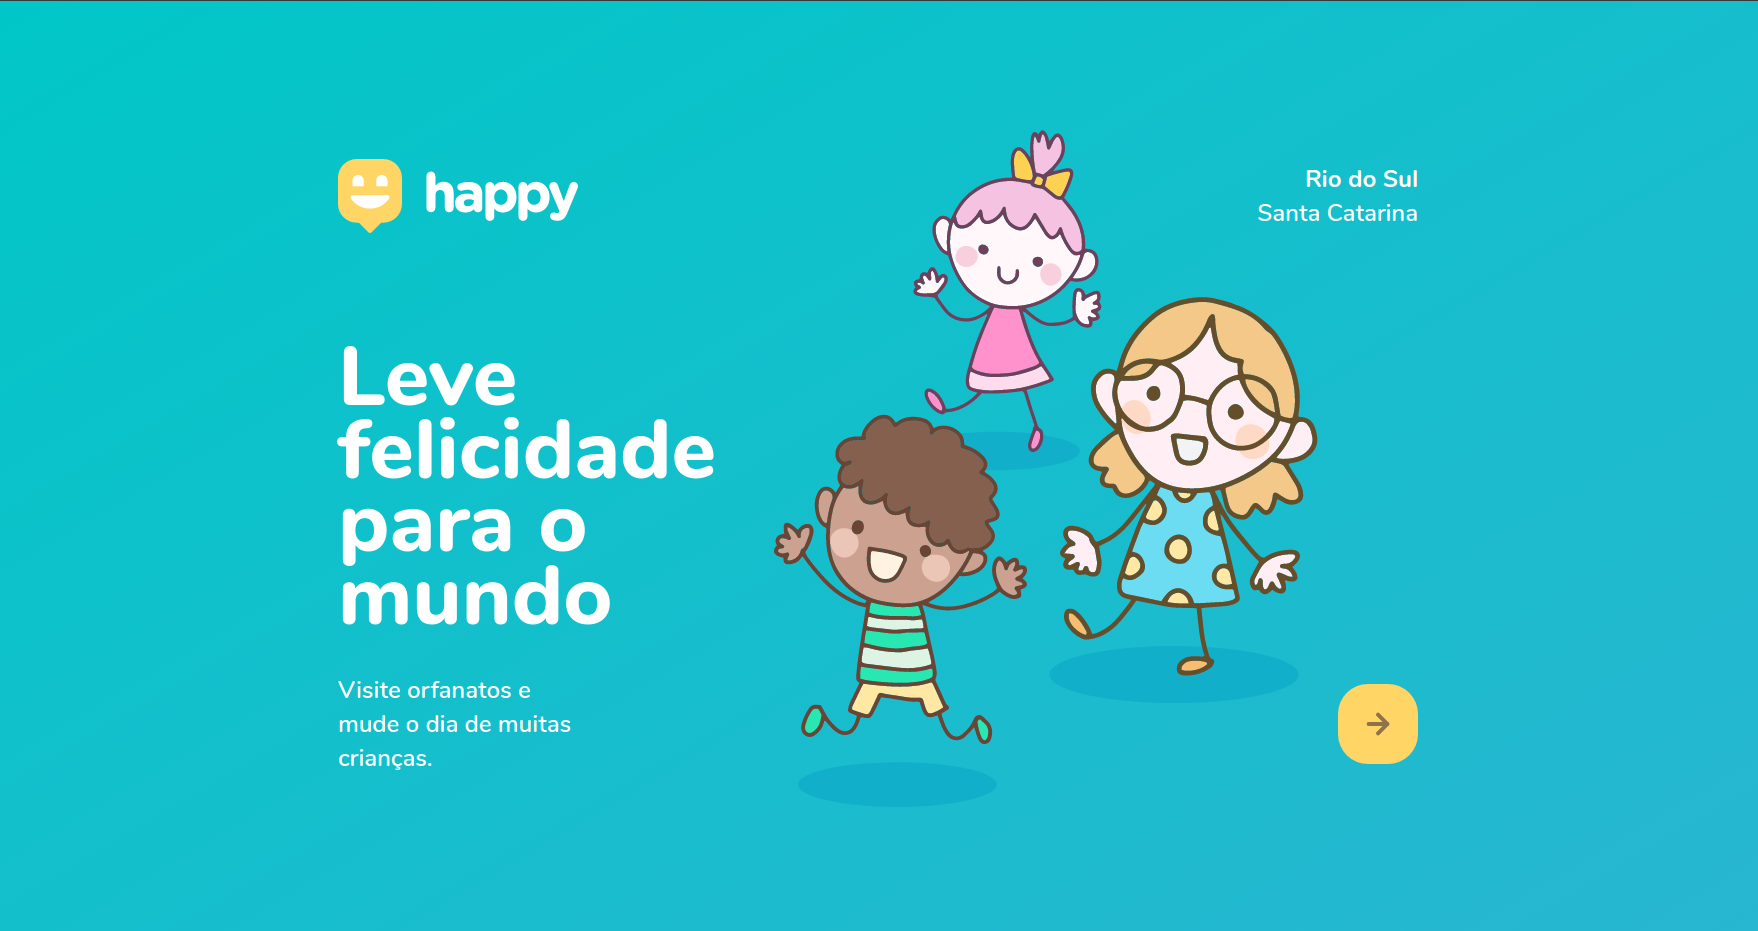 happy
Rio do Sul
Santa Catarina
Leve
felicidade
para o
mundo
Visite orfanatos e
mude o dia de muitas
crianças.